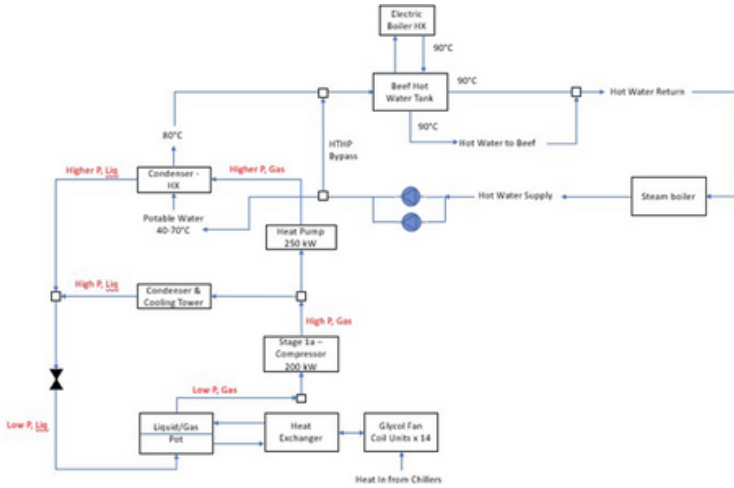 Electric
Boiler HX
90°C
Beef Hot
Water Tank
90°C
Hot Water Return
80°C
90°C
Hot Water to Beef
HTHP
Bypass
Higher P, Liq
Condenser -
HX
Higher P, Gas
Potable Water
40-70°C
Hot Water Supply
Steam boiler
Heat Pump
250 kW
High P, Liq
Condenser &
Cooling Tower
High P, Gas
Stage 1a –
Compressor
200 kW
Low P, Gas
Low P, Liq
Liquid/Gas
Pot
Heat
Exchanger
Glycol Fan
Coil Units x 14
Heat In from Chillers